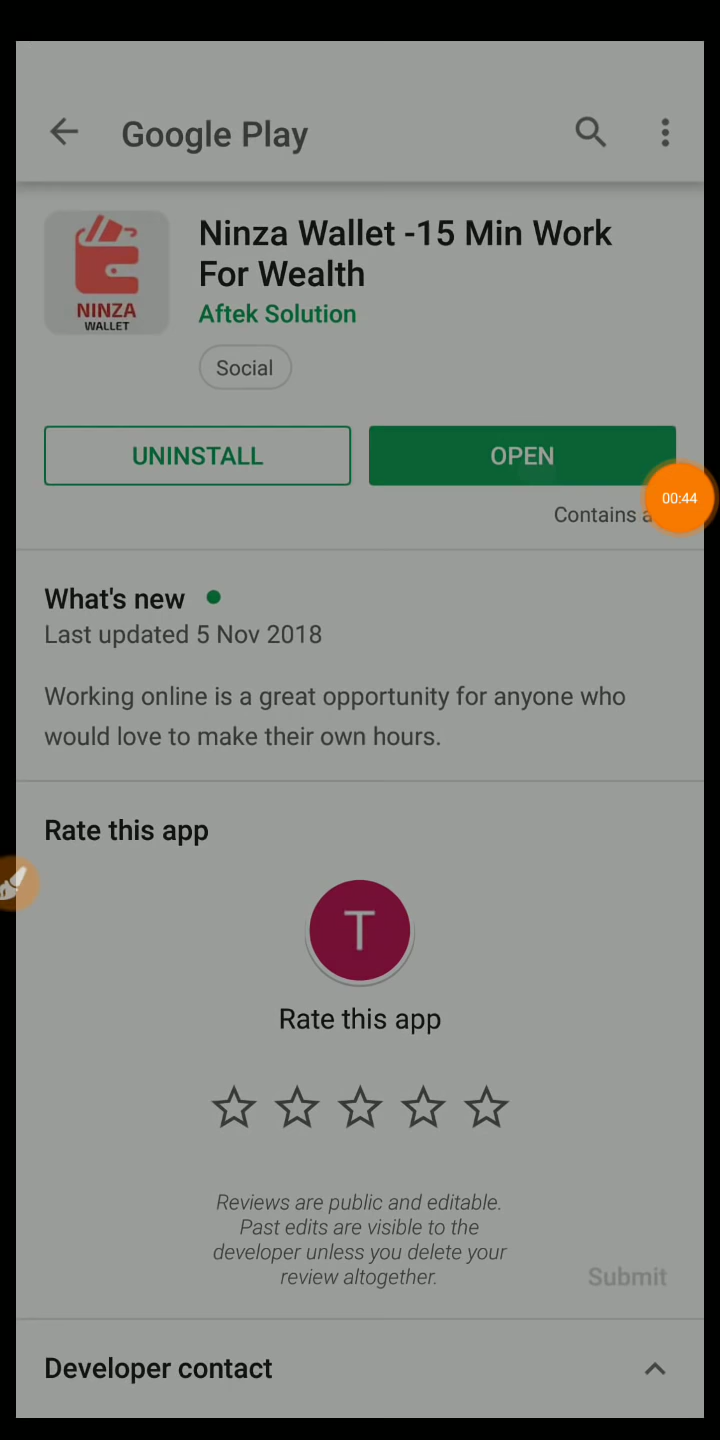 Google Play
Ninza Wallet -15 Min Work
For Wealth
Aftek Solution
NINZA
WALLET
Social
UNINSTALL
OPEN
00:44
Contains
What's new
Last updated 5 Nov 2018
Working online is a great opportunity for anyone who
would love to make their own hours.
Rate this app
T
Rate this app
Reviews are public and editable.
Past edits are visible to the
developer unless you delete your
review altogether.
Submit
Developer contact